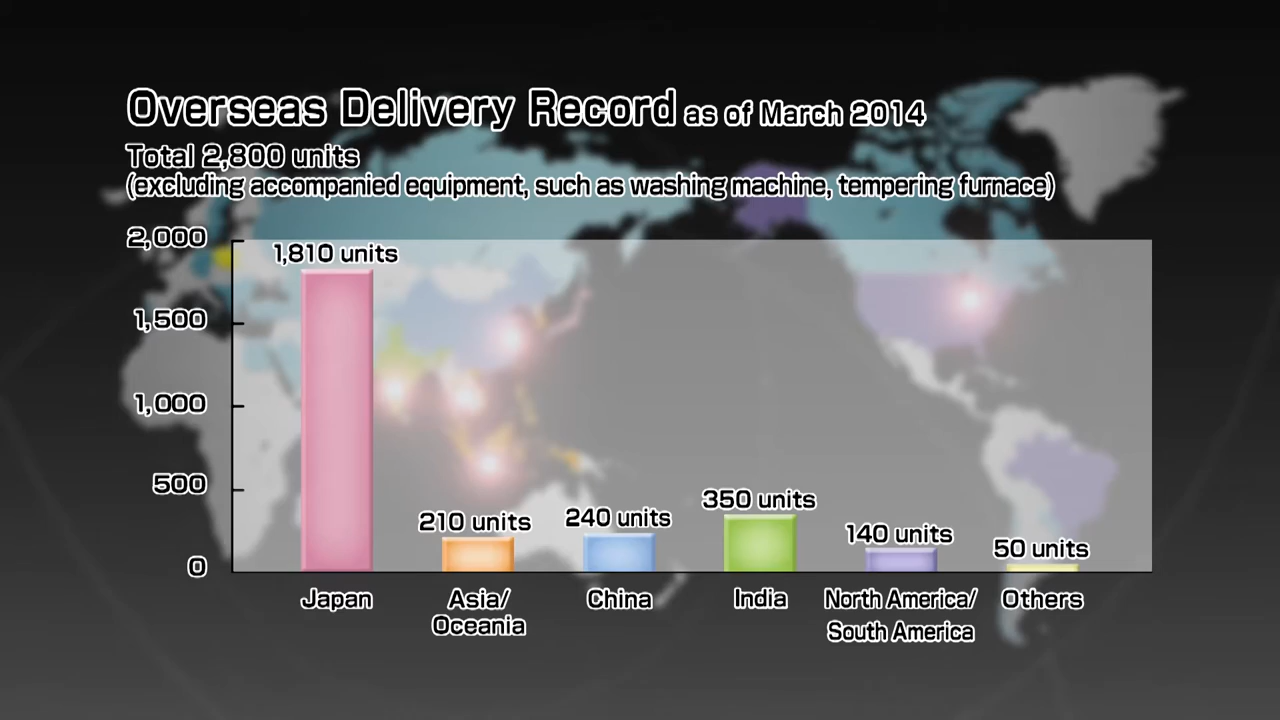 Overseas Delivery Record as of March 2014
Total 2,800 units
(excluding accompanied equipment, such as washing machine, tempering furnace)
2,000
1,810 units
1,500
1,000
500
350 units
210 units
240 units
140 units
50 units
0
Japan
Asia/
Oceania
China
India
North America/
South America
Others